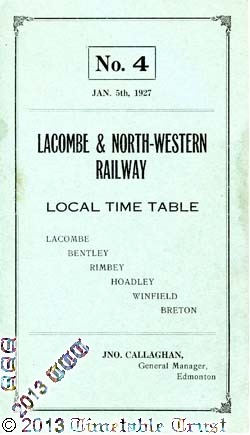 No. 4
JAN. 5th, 1927
LACOMBE & NORTH-WESTERN
RAILWAY
LOCAL TIME TABLE
LACOMBE
BENTLEY
RIMBEY
HOADLEY
WINFIELD
BRETON
JNO. CALLAGHAN,
General Manager,
Edmonton
© 2013 Timetable Trust